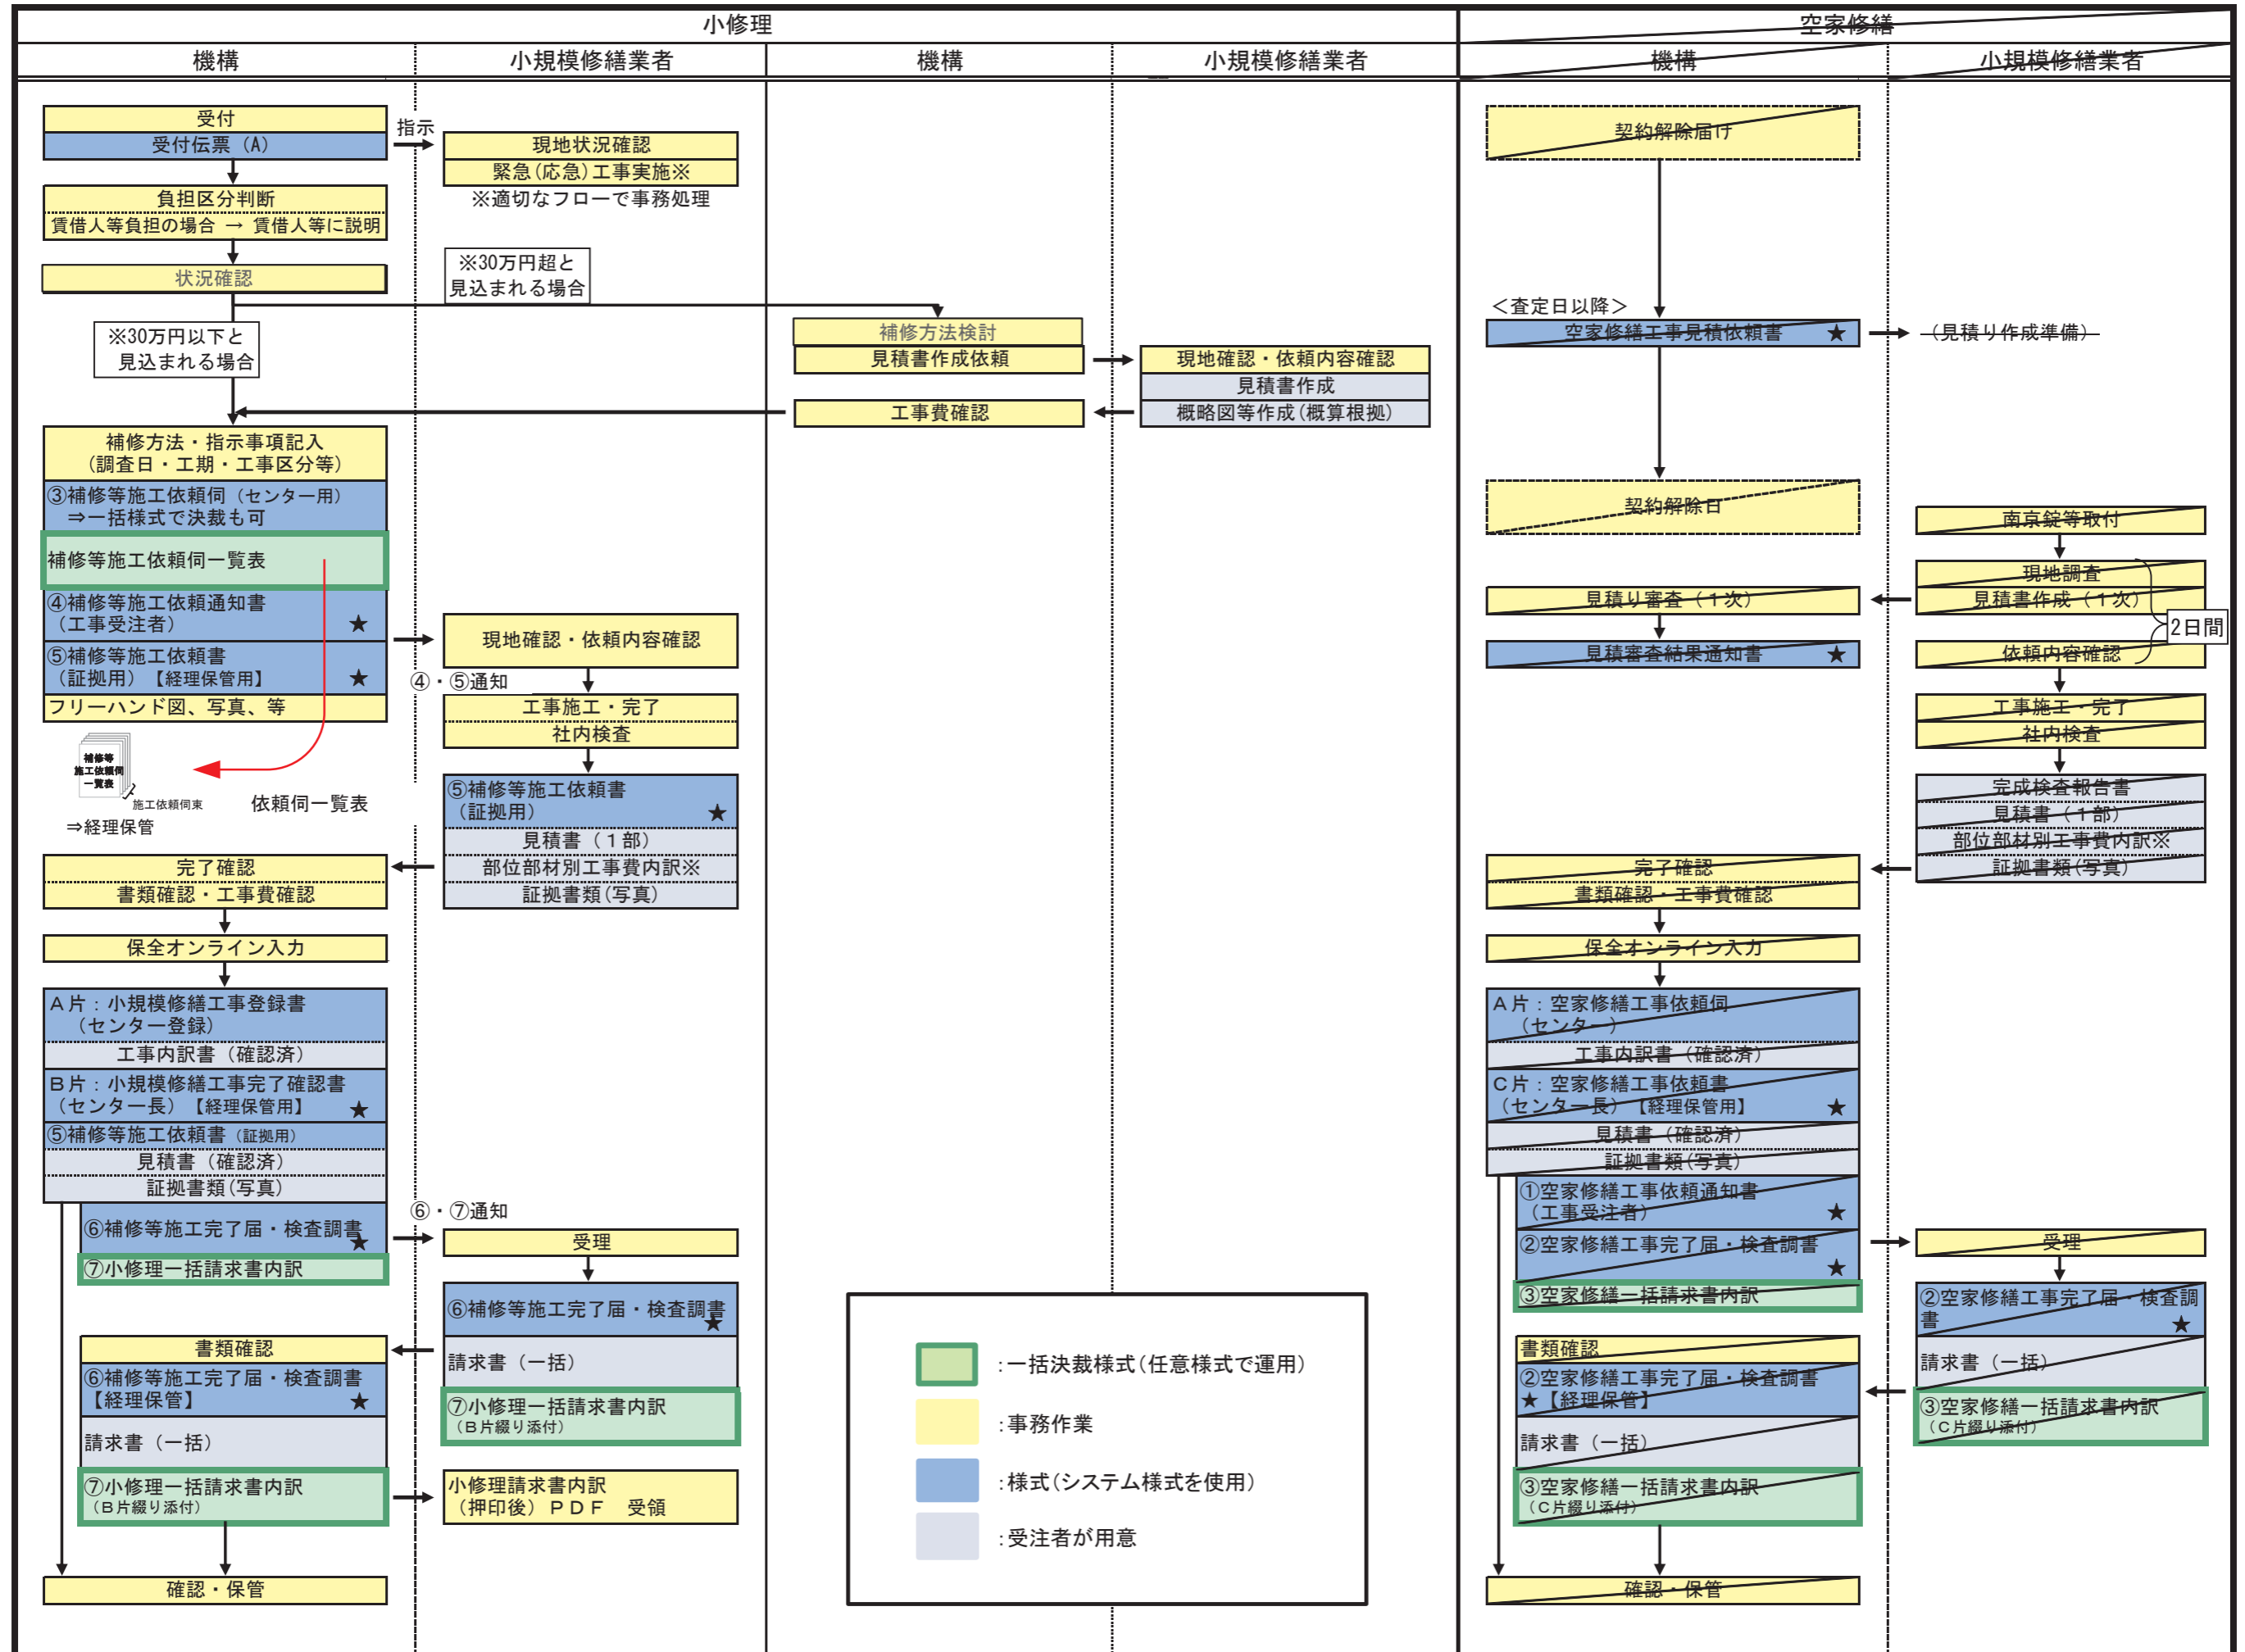 小修理
空家修繕
機構
小規模修繕業者
機構
小規模修繕業者
機構
小規模修繕業者
受付
受付伝票（A）
指示
現地状況確認
緊急(応急)工事実施※
※適切なフローで事務処理
負担区分判断
賃借人等負担の場合 → 賃借人等に説明
状況確認
※30万円超と
見込まれる場合
※30万円以下と
見込まれる場合
補修方法検討
見積書作成依頼
現地確認・依頼内容確認
見積書作成
概略図等作成(概算根拠)
工事費確認
補修方法・指示事項記入
(調査日・工期・工事区分等)
③補修等施工依頼伺（センター用）
⇒一括様式で決裁も可
補修等施工依頼伺一覧表
④補修等施工依頼通知書
（工事受注者） ★
⑤補修等施工依頼書
（証拠用）【経理保管用】 ★
フリーハンド図、写真、等
④・⑤通知
現地確認・依頼内容確認
工事施工・完了
社内検査
補修等
施工依頼伺
一覧表
施工依頼伺束
依頼伺一覧表
⇒経理保管
⑤補修等施工依頼書
（証拠用） ★
見積書（１部）
部位部材別工事費内訳※
証拠書類(写真)
完了確認
書類確認・工事費確認
保全オンライン入力
A片：小規模修繕工事登録書
（センター登録）
工事内訳書（確認済）
B片：小規模修繕工事完了確認書
（センター長）【経理保管用】 ★
⑤補修等施工依頼書（証拠用）
見積書（確認済）
証拠書類(写真)
⑥補修等施工完了届・検査調書
★
⑦小修理一括請求書内訳
⑥・⑦通知
受理
⑥補修等施工完了届・検査調書
★
請求書（一括）
⑦小修理一括請求書内訳
（B片綴り添付）
書類確認
⑥補修等施工完了届・検査調書
【経理保管】 ★
請求書（一括）
⑦小修理一括請求書内訳
（B片綴り添付）
小修理請求書内訳
（押印後）ＰＤＦ 受領
確認・保管
:一括決裁様式(任意様式で運用)
:事務作業
:様式(システム様式を使用)
:受注者が用意
契約解除届け
＜査定日以降＞
空家修繕工事見積依頼書 ★
(見積り作成準備)
契約解除日
南京錠等取付
現地調査
見積書作成（１次）
2日間
見積り審査（１次）
見積審査結果通知書 ★
依頼内容確認
工事施工・完了
社内検査
完成検査報告書
見積書（１部）
部位部材別工事費内訳※
証拠書類(写真)
完了確認
書類確認・工事費確認
保全オンライン入力
A片：空家修繕工事依頼伺
（センター）
工事内訳書（確認済）
C片：空家修繕工事依頼書
（センター長）【経理保管用】 ★
見積書（確認済）
証拠書類(写真)
①空家修繕工事依頼通知書
（工事受注者） ★
②空家修繕工事完了届・検査調書
★
③空家修繕一括請求書内訳
受理
②空家修繕工事完了届・検査調
書 ★
請求書（一括）
③空家修繕一括請求書内訳
（C片綴り添付）
書類確認
②空家修繕工事完了届・検査調書
★【経理保管】
請求書（一括）
③空家修繕一括請求書内訳
（C片綴り添付）
確認・保管